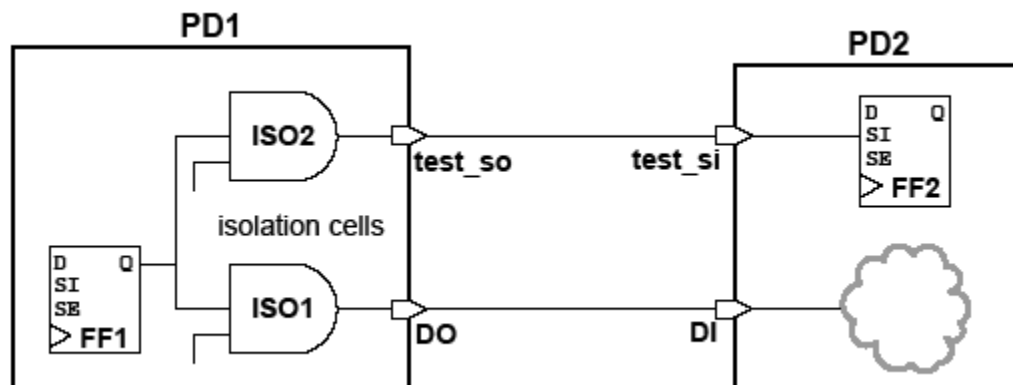 PD1
PD2
ISO2
D Q
SI
SE
FF2
test_so
test_si
isolation cells
D Q
SI
SE
FF1
ISO1
DO
DI